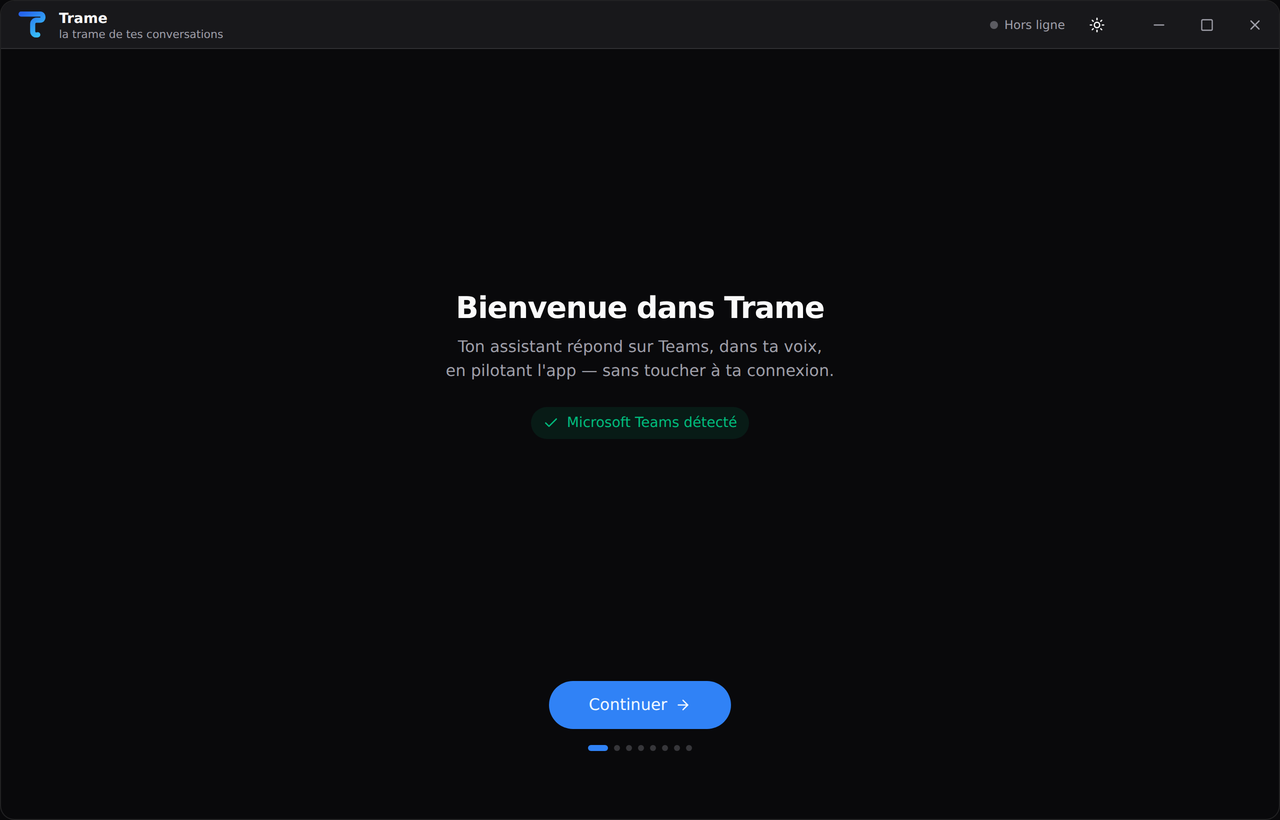 Trame
la trame de tes conversations
Hors ligne
Bienvenue dans Trame
Ton assistant répond sur Teams, dans ta voix,
en pilotant l'app — sans toucher à ta connexion.
Microsoft Teams détecté
Continuer